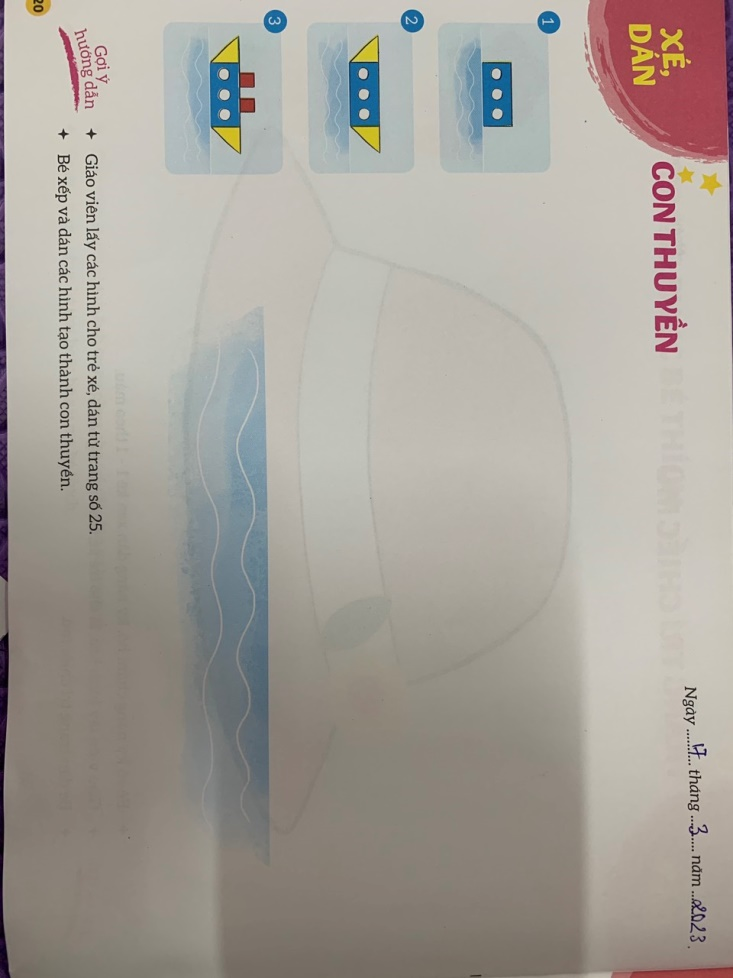 XÉ,
DÁN
CON THUYỀN
Ngày 17 tháng 3 năm 2023.
1
2
3
Gợi ý
hướng dẫn
Giáo viên lấy các hình cho trẻ xé, dán từ trang số 25.
Bé xếp và dán các hình tạo thành con thuyền.
20